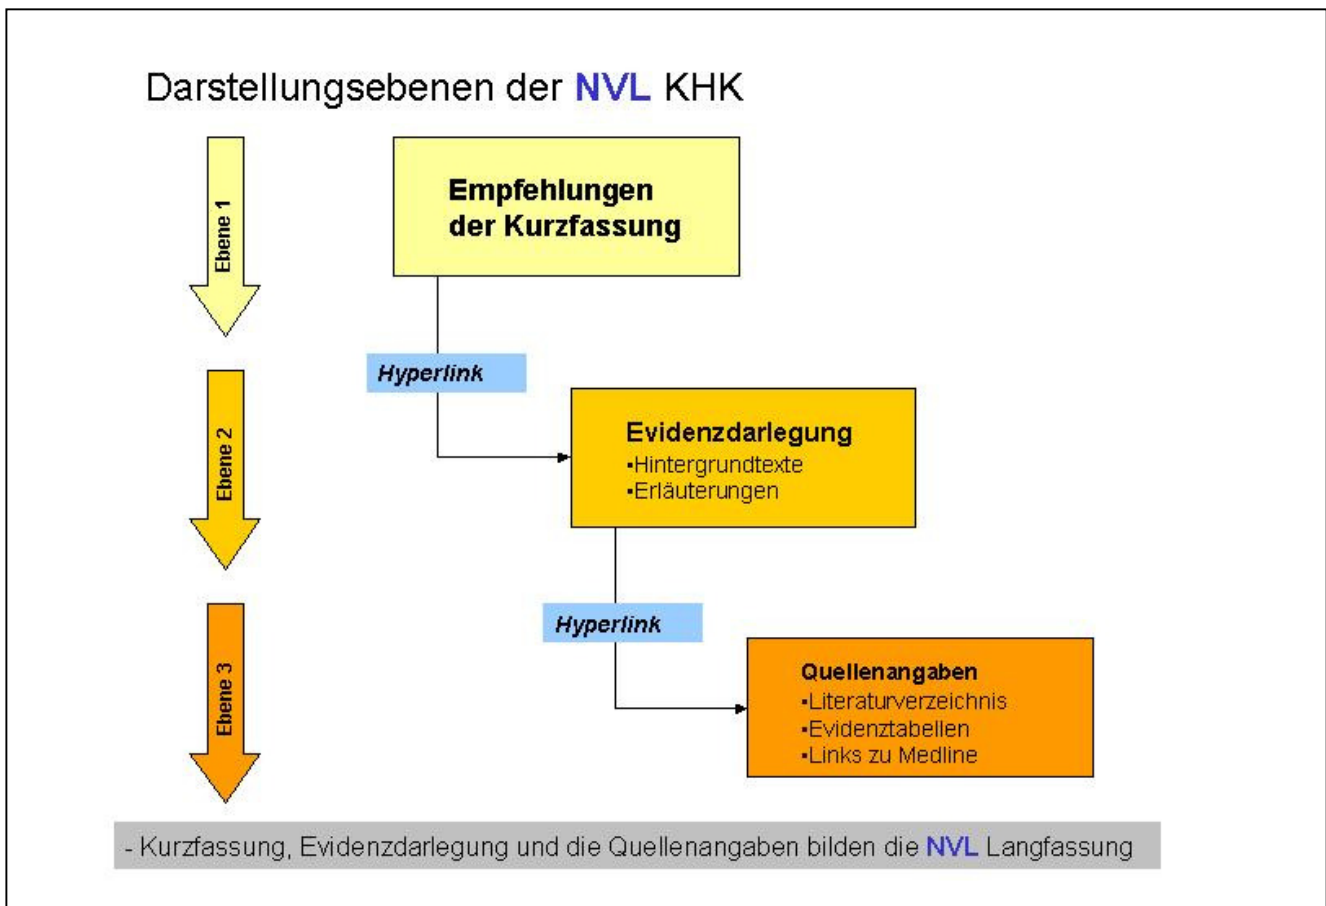 Darstellungsebenen der NVL KHK
Ebene 1
Empfehlungen
der Kurzfassung
Hyperlink
Ebene 2
Evidenzdarlegung
▪Hintergrundtexte
▪Erläuterungen
Hyperlink
Ebene 3
Quellenangaben
▪Literaturverzeichnis
▪Evidenztabellen
▪Links zu Medline
- Kurzfassung, Evidenzdarlegung und die Quellenangaben bilden die NVL Langfassung